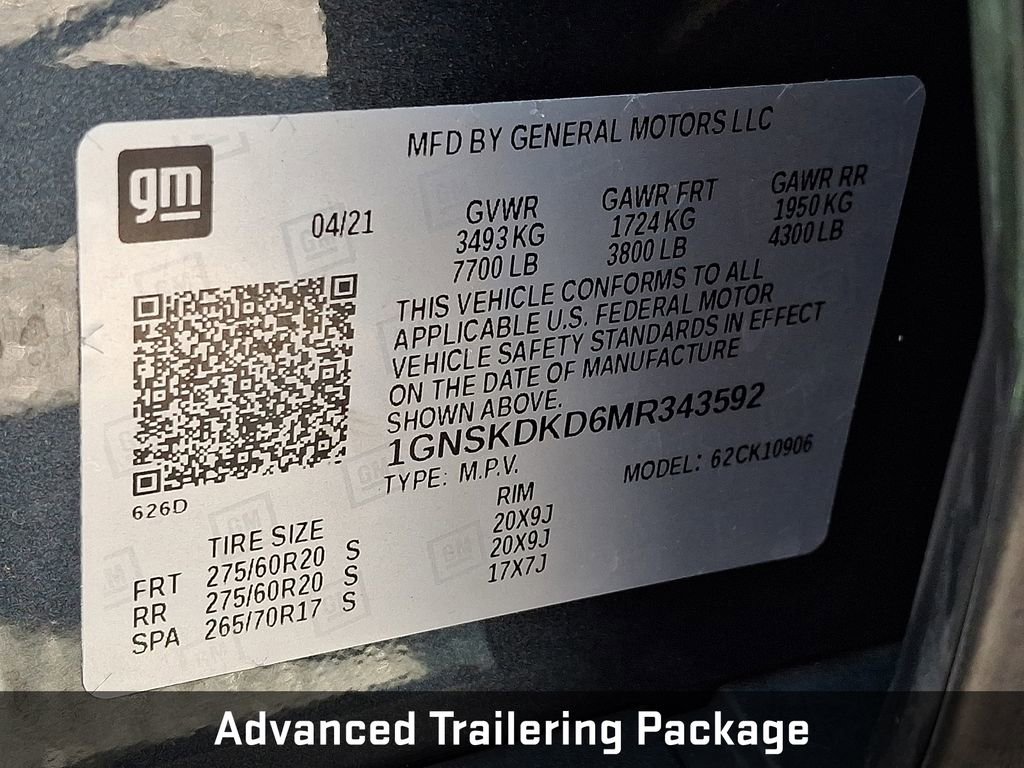 MFD BY GENERAL MOTORS LLC
gm
04/21
GVWR
3493 KG
7700 LB
GAWR FRT
1724 KG
3800 LB
GAWR RR
1950 KG
4300 LB
THIS VEHICLE CONFORMS TO ALL
APPLICABLE U.S. FEDERAL MOTOR
VEHICLE SAFETY STANDARDS IN EFFECT
ON THE DATE OF MANUFACTURE
SHOWN ABOVE.
1GNSKDKD6MR343592
TYPE: M.P.V. MODEL: 62CK10906
626D
TIRE SIZE RIM
FRT 275/60R20 S 20X9J
RR 275/60R20 S 20X9J
SPA 265/70R17 S 17X7J
Advanced Trailering Package